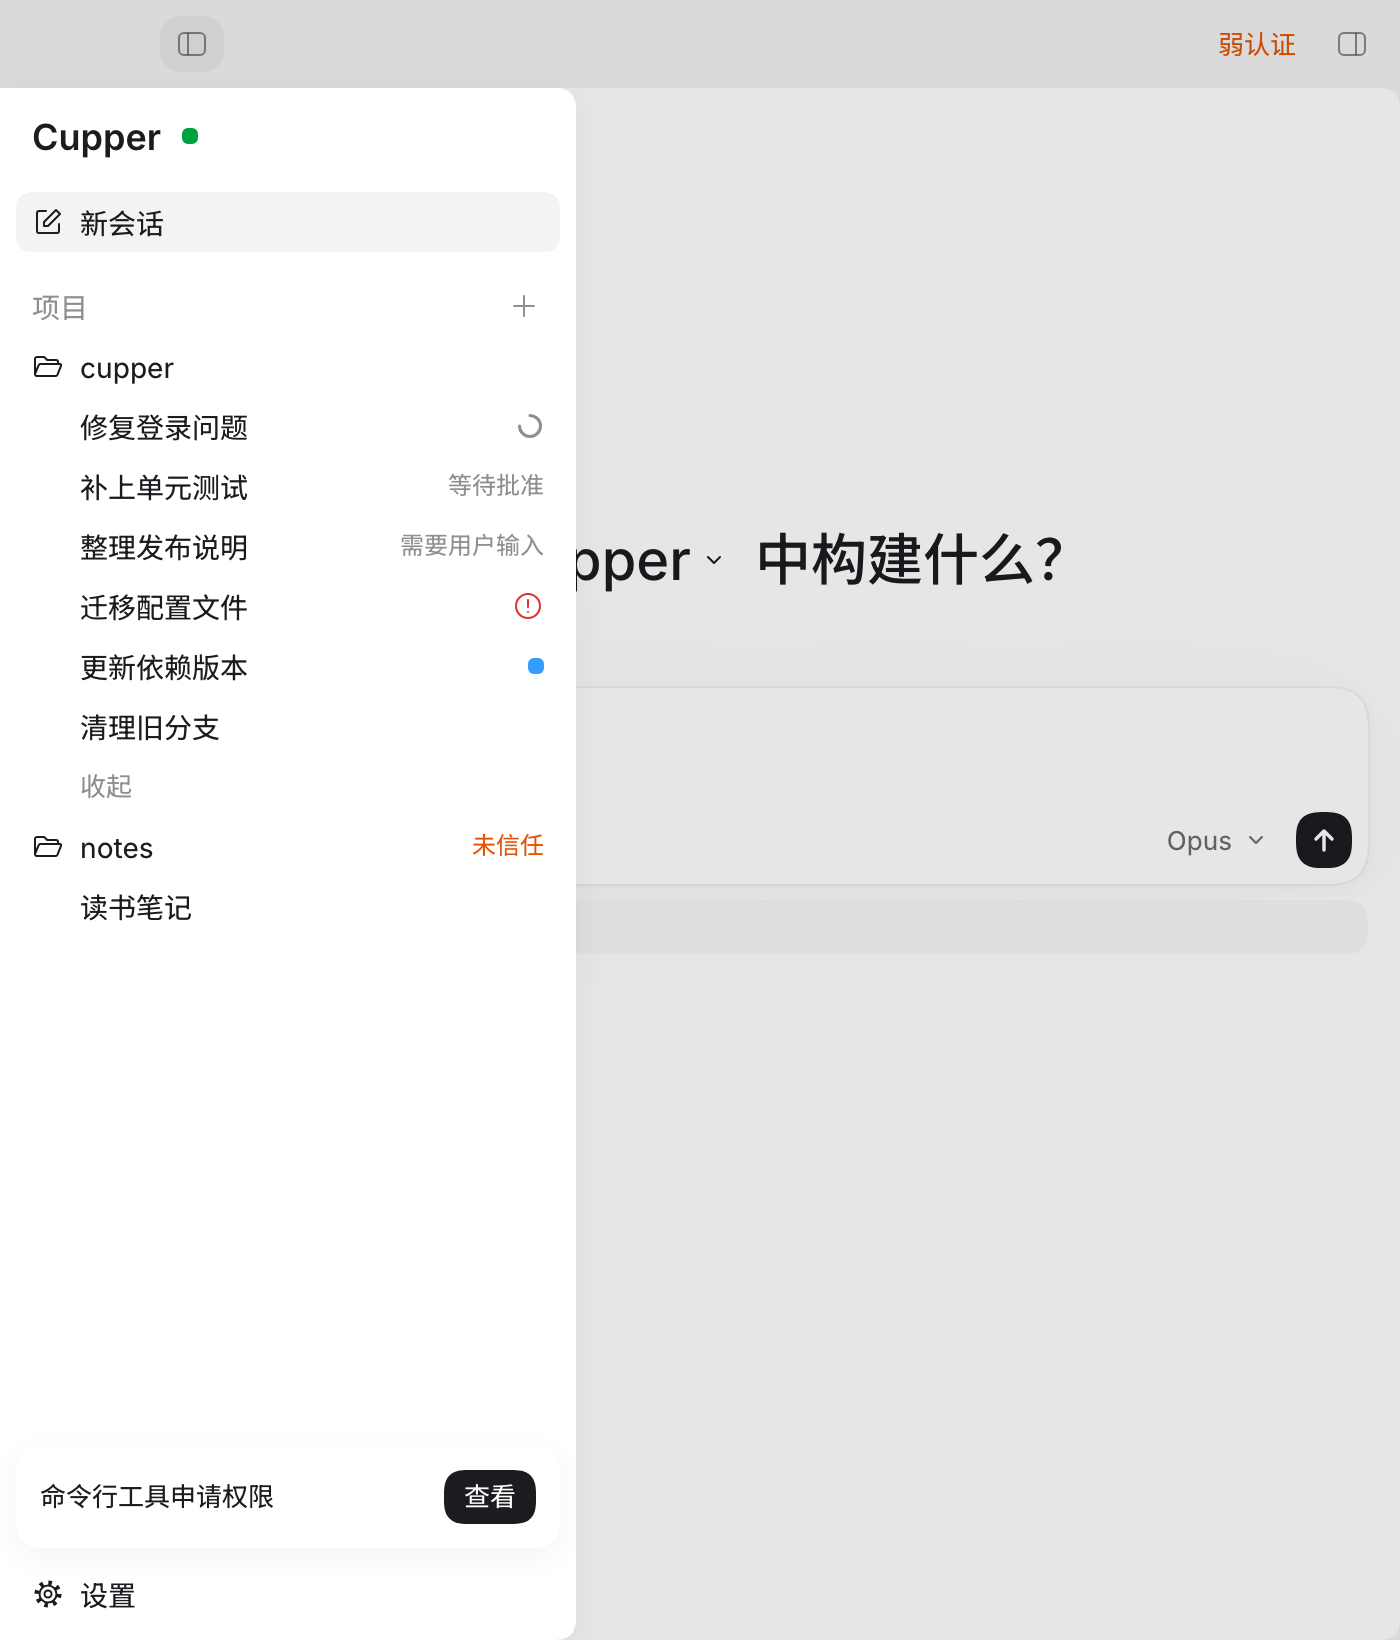 弱认证
Cupper
新会话
项目
cupper
修复登录问题
补上单元测试 等待批准
整理发布说明 需要用户输入
迁移配置文件
更新依赖版本
清理旧分支
收起
notes 未信任
读书笔记
命令行工具申请权限 查看
设置
pper 中构建什么?
Opus